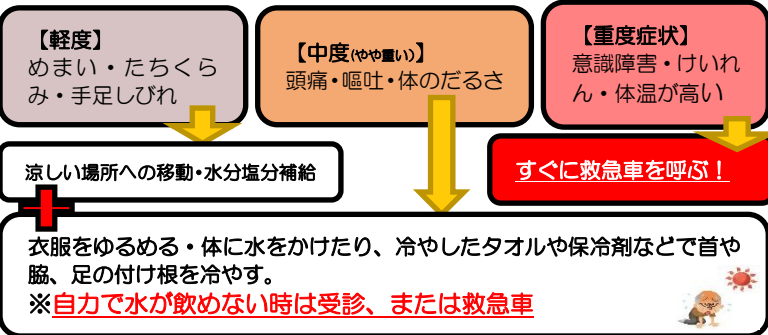 【軽度】
めまい・たちくら
み・手足しびれ
【中度(やや重い)】
頭痛・嘔吐・体のだるさ
【重度症状】
意識障害・けいれ
ん・体温が高い
涼しい場所への移動・水分塩分補給
すぐに救急車を呼ぶ！
衣服をゆるめる・体に水をかけたり、冷やしたタオルや保冷剤などで首や
脇、足の付け根を冷やす。
※自力で水が飲めない時は受診、または救急車